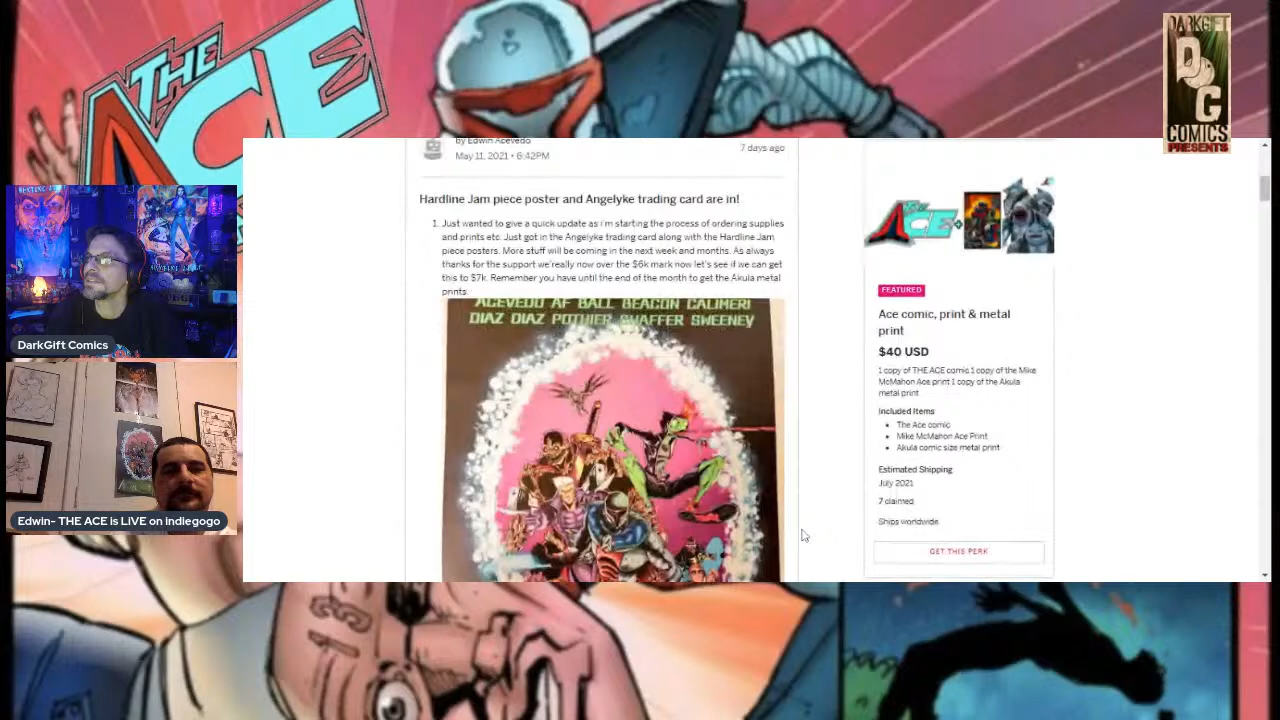 THE
ACE
DARKGIFT
DG
COMICS
PRESENTS
by Edwin Acevedo
May 11, 2021 • 6:42PM
7 days ago
Hardline Jam piece poster and Angelyke trading card are in!
1. Just wanted to give a quick update as i'm starting the process of ordering supplies
and prints etc. Just got in the Angelyke trading card along with the Hardline Jam
piece posters. More stuff will be coming in the next week and months. As always
thanks for the support we'really now over the $6k mark now let's see if we can get
this to $7k. Remember you have until the end of the month to get the Akula metal
prints.
ACEVEDO AF BALL BEACON CALIMERI
DIAZ DIAZ POTHIER SHAFFER SWEENEY
THE
ACE
FEATURED
Ace comic, print & metal
print
$40 USD
1 copy of THE ACE comic 1 copy of the Mike
McMahon Ace print 1 copy of the Akula
metal print
Included Items
• The Ace comic
• Mike McMahon Ace Print
• Akula comic size metal print
Estimated Shipping
July 2021
7 claimed
Ships worldwide.
GET THIS PERK
DarkGift Comics
Edwin- THE ACE is LIVE on indiegogo
13